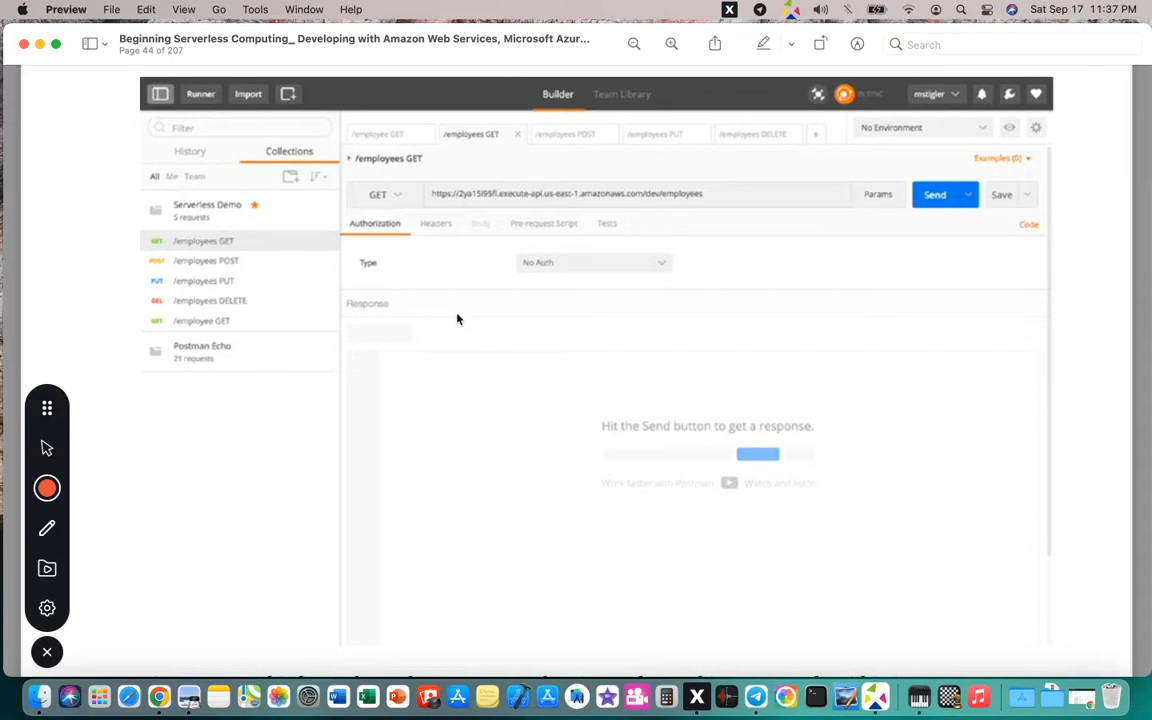 Preview File Edit View Go Tools Window Help
Sat Sep 17 11:37 PM
Beginning Serverless Computing_ Developing with Amazon Web Services, Microsoft Azur...
Page 44 of 207
Search
Runner Import
Builder Team Library
IN SYNC
mstigler
Filter
History Collections
All Me Team
Serverless Demo
5 requests
GET /employees GET
POST /employees POST
PUT /employees PUT
DEL /employees DELETE
GET /employee GET
Postman Echo
21 requests
/employee GET /employees GET /employees POST /employees PUT /employees DELETE
No Environment
/employees GET
Examples (0)
GET
https://2ya15i95fl.execute-api.us-east-1.amazonaws.com/dev/employees
Params Send Save
Authorization Headers Body Pre-request Script Tests
Code
Type No Auth
Response
Hit the Send button to get a response.
Work faster with Postman Watch and learn